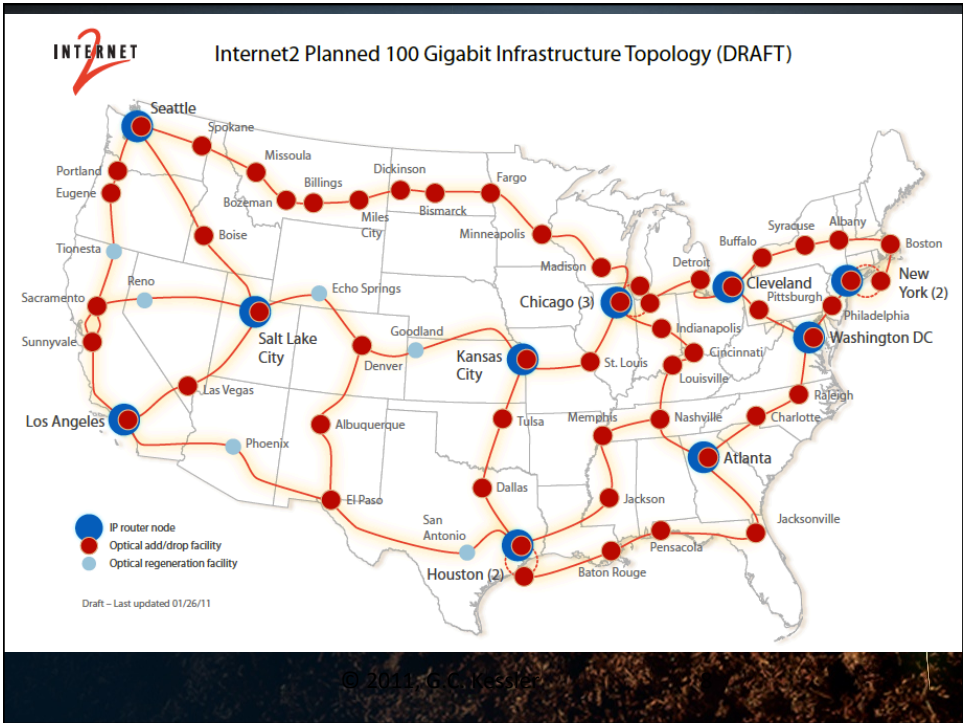 INTERNET
2
Internet2 Planned 100 Gigabit Infrastructure Topology (DRAFT)
Seattle
Spokane
Missoula
Portland
Eugene
Bozeman
Billings
Miles
City
Dickinson
Bismarck
Fargo
Minneapolis
Boise
Tionesta
Reno
Echo Springs
Madison
Detroit
Buffalo
Syracuse
Albany
Boston
Sacramento
Sunnyvale
Salt Lake
City
Goodland
Denver
Kansas
City
Chicago (3)
Cleveland
Pittsburgh
New
York (2)
Philadelphia
Washington DC
Indianapolis
Cincinnati
St. Louis
Louisville
Las Vegas
Los Angeles
Phoenix
Albuquerque
Tulsa
Memphis
Nashville
Raleigh
Charlotte
Atlanta
El Paso
Dallas
Jackson
San
Antonio
Houston (2)
Baton Rouge
Pensacola
Jacksonville
IP router node
Optical add/drop facility
Optical regeneration facility
Draft – Last updated 01/26/11
© 2011, G.C. Kessler